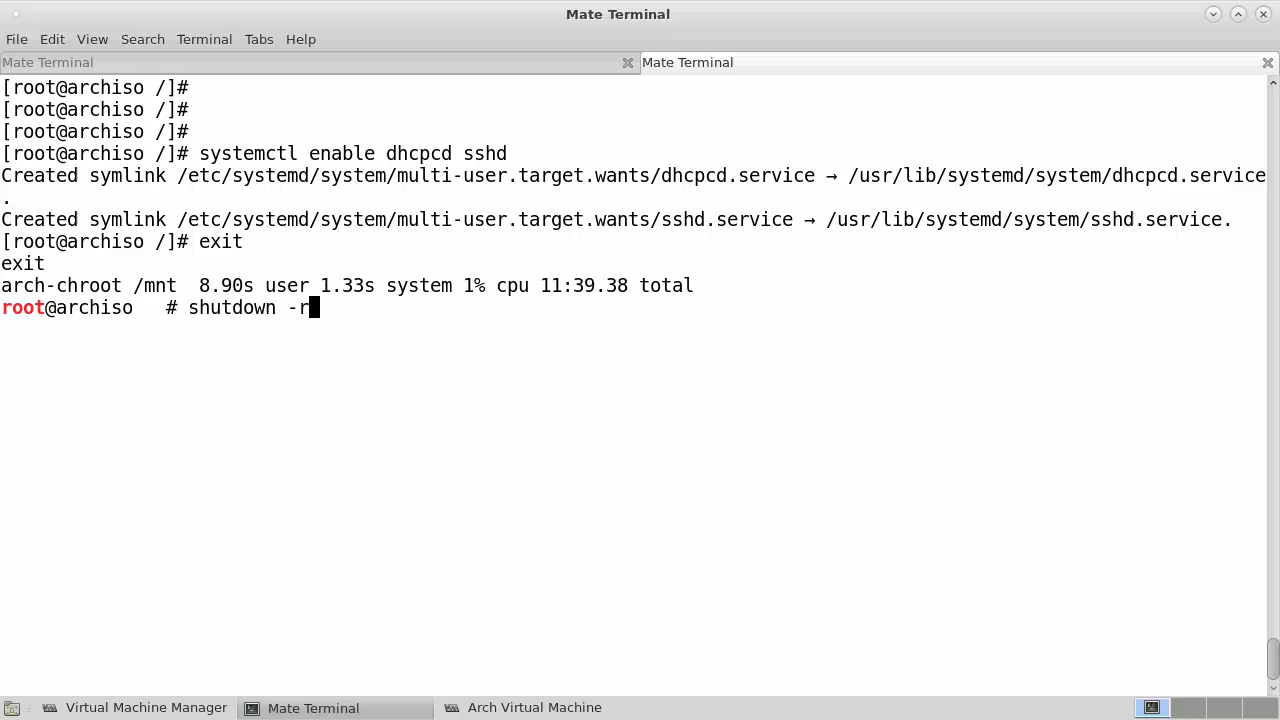 Mate Terminal
File Edit View Search Terminal Tabs Help
Mate Terminal Mate Terminal
[root@archiso /]#
[root@archiso /]#
[root@archiso /]#
[root@archiso /]# systemctl enable dhcpcd sshd
Created symlink /etc/systemd/system/multi-user.target.wants/dhcpcd.service → /usr/lib/systemd/system/dhcpcd.service
.
Created symlink /etc/systemd/system/multi-user.target.wants/sshd.service → /usr/lib/systemd/system/sshd.service.
[root@archiso /]# exit
exit
arch-chroot /mnt  8.90s user 1.33s system 1% cpu 11:39.38 total
root@archiso   # shutdown -r
Virtual Machine Manager Mate Terminal Arch Virtual Machine